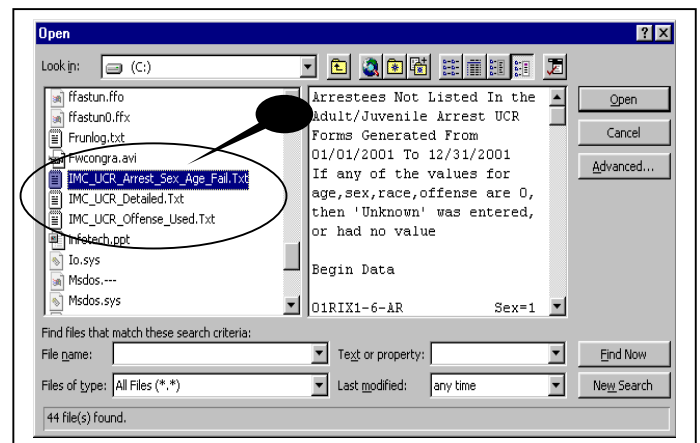 Open
Look in: (C:)
ffastun.ffo
ffastun0.ffx
Frunlog.txt
Fwcongra.avi
IMC_UCR_Arrest_Sex_Age_Fail.Txt
IMC_UCR_Detailed.Txt
IMC_UCR_Offense_Used.Txt
infotech.ppt
Io.sys
Msdos.---
Msdos.sys
Arrestees Not Listed In the
Adult/Juvenile Arrest UCR
Forms Generated From
01/01/2001 To 12/31/2001
If any of the values for
age,sex,race,offense are 0,
then 'Unknown' was entered,
or had no value
Begin Data
01RIX1-6-AR Sex=1
Open
Cancel
Advanced...
Find files that match these search criteria:
File name: Text or property: Find Now
Files of type: All Files (*.*) Last modified: any time New Search
44 file(s) found.